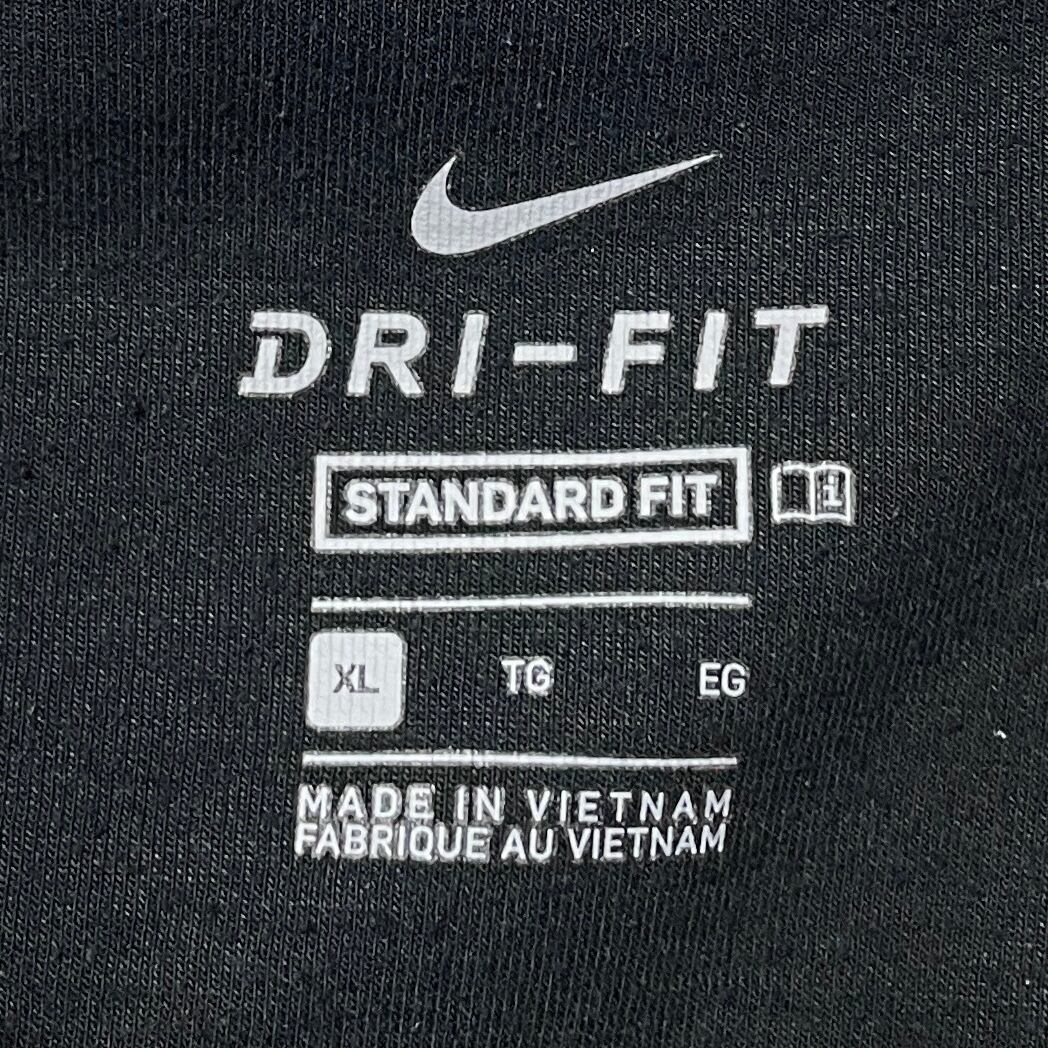 DRI-FIT
STANDARD FIT
XL TG EG
MADE IN VIETNAM
FABRIQUE AU VIETNAM